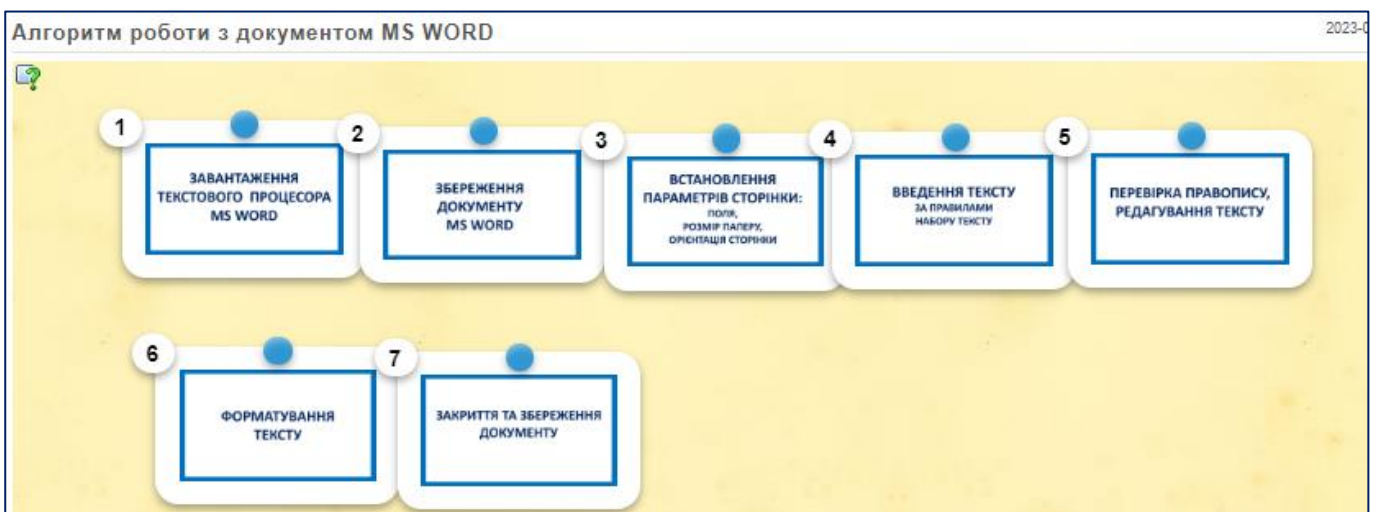 Алгоритм роботи з документом MS WORD
2023-0
1
ЗАВАНТАЖЕННЯ
ТЕКСТОВОГО ПРОЦЕСОРА
MS WORD
2
ЗБЕРЕЖЕННЯ
ДОКУМЕНТУ
MS WORD
3
ВСТАНОВЛЕННЯ
ПАРАМЕТРІВ СТОРІНКИ:
ПОЛЯ,
РОЗМІР ПАПЕРУ,
ОРІЄНТАЦІЯ СТОРІНКИ
4
ВВЕДЕННЯ ТЕКСТУ
ЗА ПРАВИЛАМИ
НАБОРУ ТЕКСТУ
5
ПЕРЕВІРКА ПРАВОПИСУ,
РЕДАГУВАННЯ ТЕКСТУ
6
ФОРМАТУВАННЯ
ТЕКСТУ
7
ЗАКРИТТЯ ТА ЗБЕРЕЖЕННЯ
ДОКУМЕНТУ